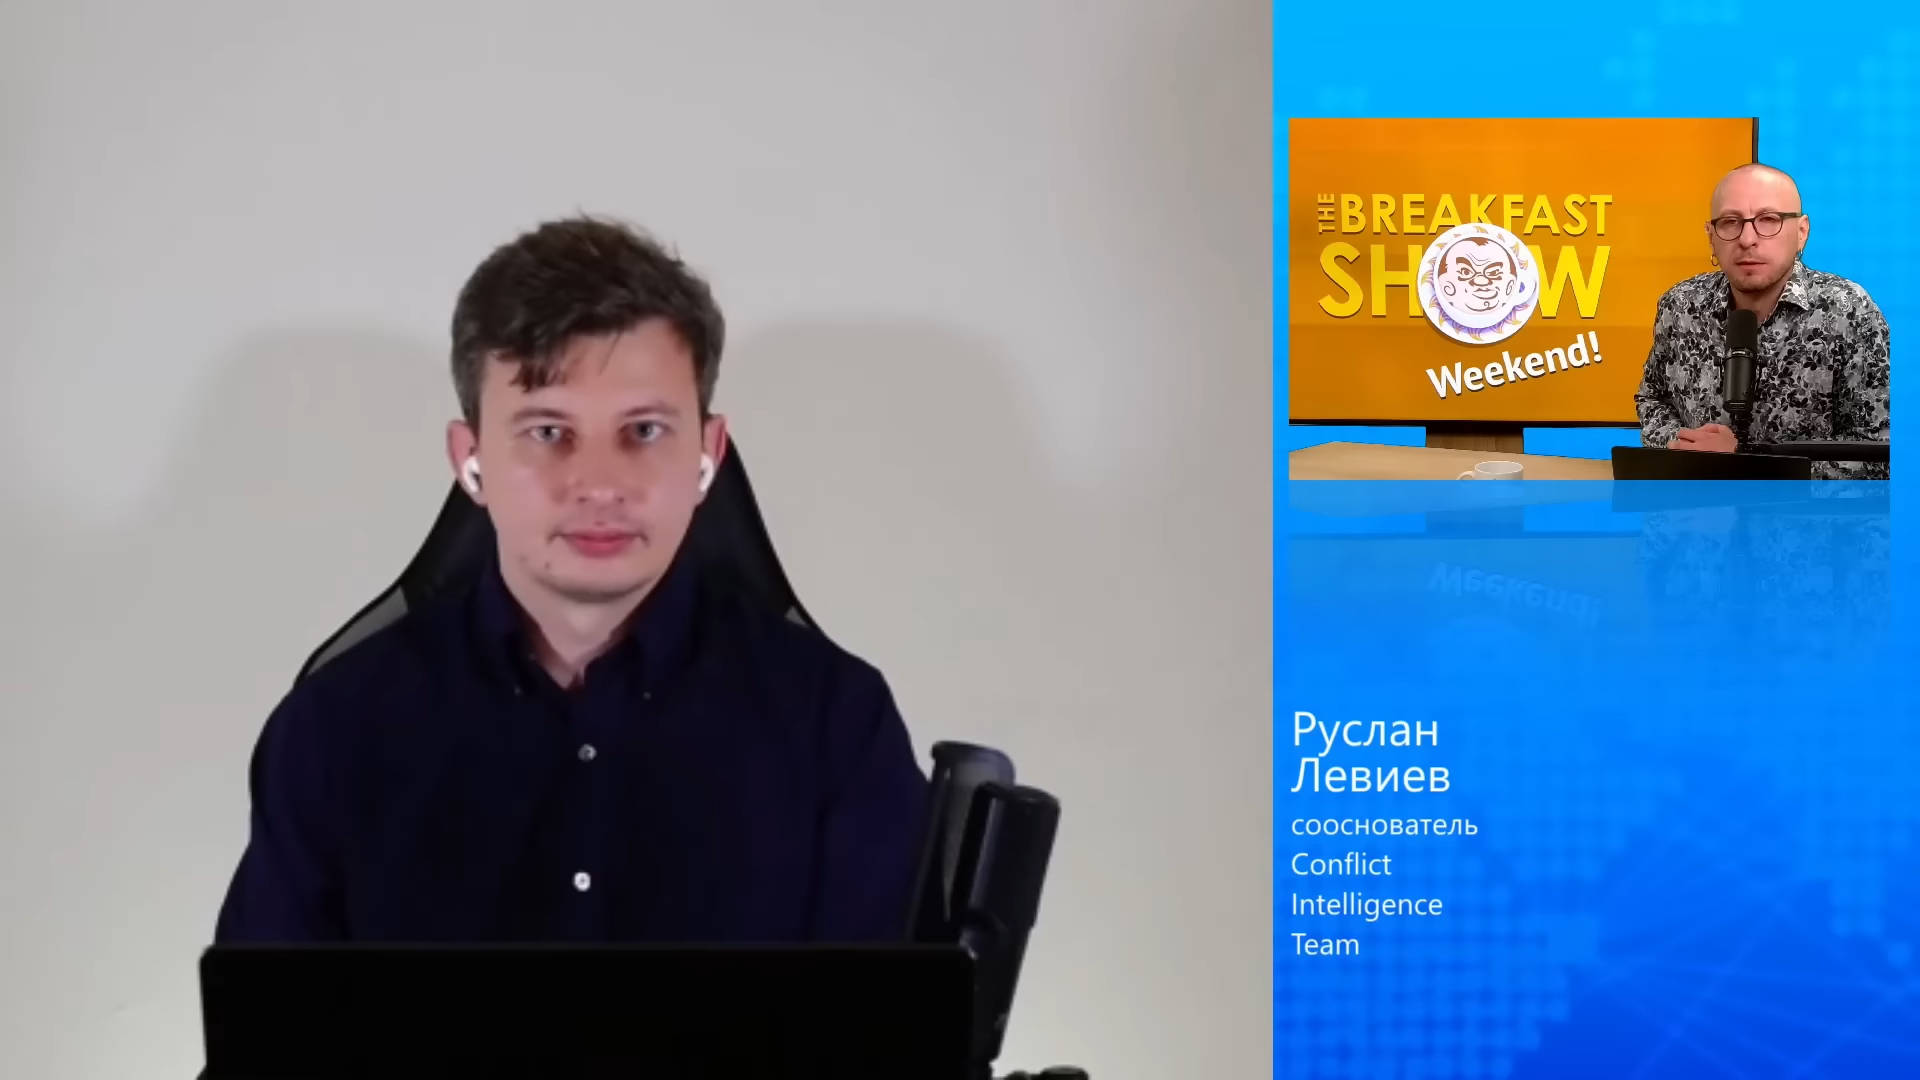 THE BREAKFAST
SHOW
Weekend!
Руслан
Левиев
сооснователь
Conflict
Intelligence
Team